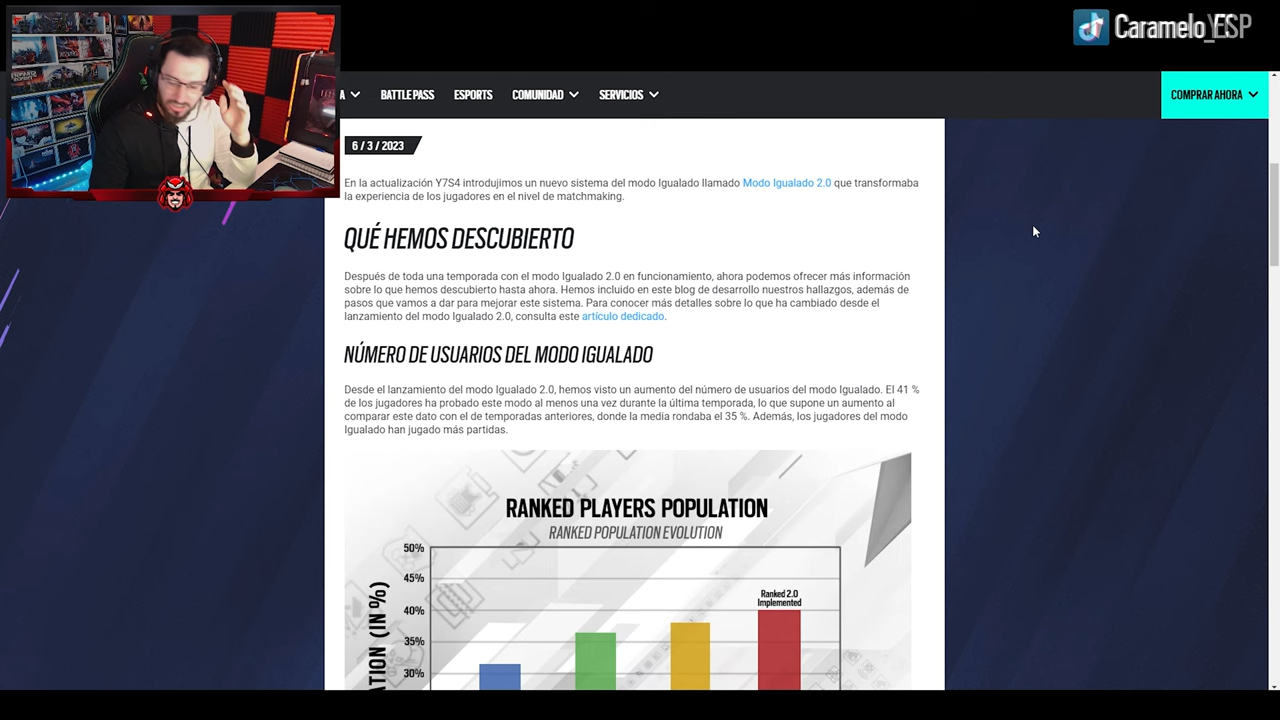 Caramelo_ESP
A
BATTLE PASS
ESPORTS
COMUNIDAD
SERVICIOS
COMPRAR AHORA
6 / 3 / 2023
En la actualización Y7S4 introdujimos un nuevo sistema del modo Igualado llamado Modo Igualado 2.0 que transformaba
la experiencia de los jugadores en el nivel de matchmaking.
QUÉ HEMOS DESCUBIERTO
Después de toda una temporada con el modo Igualado 2.0 en funcionamiento, ahora podemos ofrecer más información
sobre lo que hemos descubierto hasta ahora. Hemos incluido en este blog de desarrollo nuestros hallazgos, además de
pasos que vamos a dar para mejorar este sistema. Para conocer más detalles sobre lo que ha cambiado desde el
lanzamiento del modo Igualado 2.0, consulta este artículo dedicado.
NÚMERO DE USUARIOS DEL MODO IGUALADO
Desde el lanzamiento del modo Igualado 2.0, hemos visto un aumento del número de usuarios del modo Igualado. El 41 %
de los jugadores ha probado este modo al menos una vez durante la última temporada, lo que supone un aumento al
comparar este dato con el de temporadas anteriores, donde la media rondaba el 35 %. Además, los jugadores del modo
Igualado han jugado más partidas.
RANKED PLAYERS POPULATION
RANKED POPULATION EVOLUTION
50%
45%
40%
35%
30%
Ranked 2.0
Implemented
ATION (IN %)